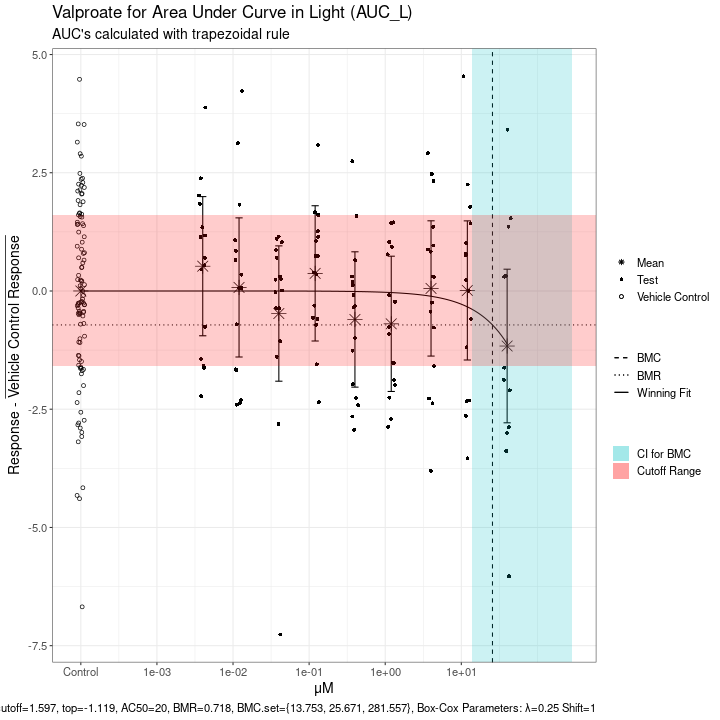 Valproate for Area Under Curve in Light (AUC_L)
AUC's calculated with trapezoidal rule
Response - Vehicle Control Response
5.0
2.5
0.0
-2.5
-5.0
-7.5
Control
1e-03
1e-02
1e-01
1e+00
1e+01
μM
Mean
Test
Vehicle Control
BMC
BMR
Winning Fit
CI for BMC
Cutoff Range
utoff=1.597, top=-1.119, AC50=20, BMR=0.718, BMC.set={13.753, 25.671, 281.557}, Box-Cox Parameters: λ=0.25 Shift=1